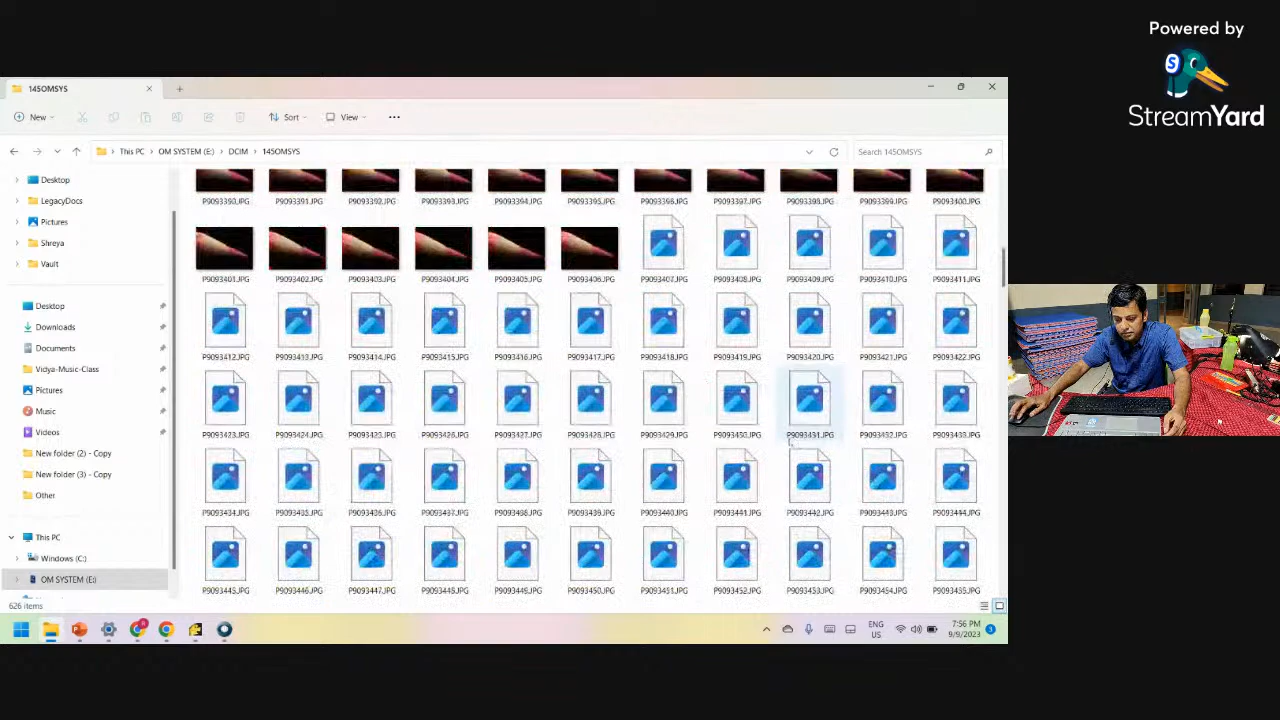 Powered by
StreamYard
145OMSYS
New
Sort
View
This PC > OM SYSTEM (E:) > DCIM > 145OMSYS
Search 145OMSYS
Desktop
LegacyDocs
Pictures
Shreya
Vault
Desktop
Downloads
Documents
Vidya-Music-Class
Pictures
Music
Videos
New folder (2) - Copy
New folder (3) - Copy
Other
This PC
Windows (C:)
OM SYSTEM (E:)
P9093390.JPG P9093391.JPG P9093392.JPG P9093393.JPG P9093394.JPG P9093395.JPG P9093396.JPG P9093397.JPG P9093398.JPG P9093399.JPG P9093400.JPG
P9093401.JPG P9093402.JPG P9093403.JPG P9093404.JPG P9093405.JPG P9093406.JPG P9093407.JPG P9093408.JPG P9093409.JPG P9093410.JPG P9093411.JPG
P9093412.JPG P9093413.JPG P9093414.JPG P9093415.JPG P9093416.JPG P9093417.JPG P9093418.JPG P9093419.JPG P9093420.JPG P9093421.JPG P9093422.JPG
P9093423.JPG P9093424.JPG P9093425.JPG P9093426.JPG P9093427.JPG P9093428.JPG P9093429.JPG P9093430.JPG P9093431.JPG P9093432.JPG P9093433.JPG
P9093434.JPG P9093435.JPG P9093436.JPG P9093437.JPG P9093438.JPG P9093439.JPG P9093440.JPG P9093441.JPG P9093442.JPG P9093443.JPG P9093444.JPG
P9093445.JPG P9093446.JPG P9093447.JPG P9093448.JPG P9093449.JPG P9093450.JPG P9093451.JPG P9093452.JPG P9093453.JPG P9093454.JPG P9093455.JPG
626 items
ENG
US
7:56 PM
9/9/2023
3